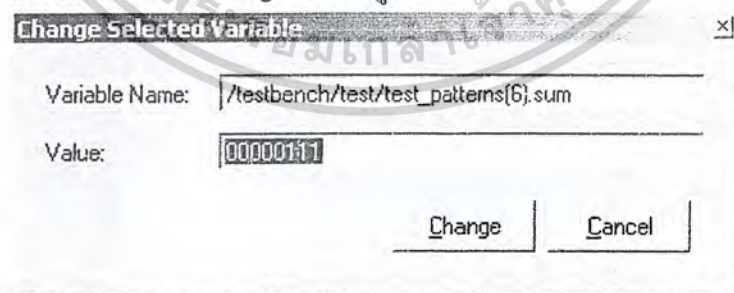 Change Selected Variable
Variable Name: /testbench/test/test_patterns(6).sum
Value: 00000111
Change Cancel